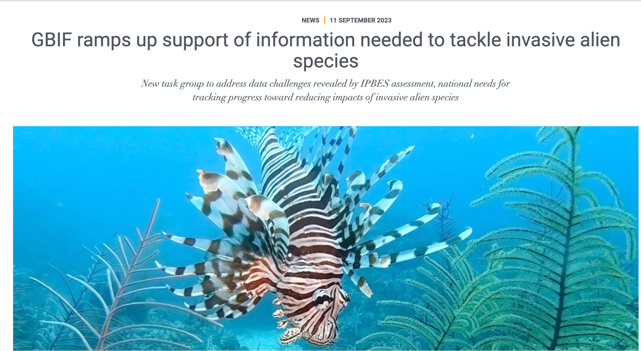 NEWS | 11 SEPTEMBER 2023
GBIF ramps up support of information needed to tackle invasive alien
species
New task group to address data challenges revealed by IPBES assessment, national needs for
tracking progress toward reducing impacts of invasive alien species